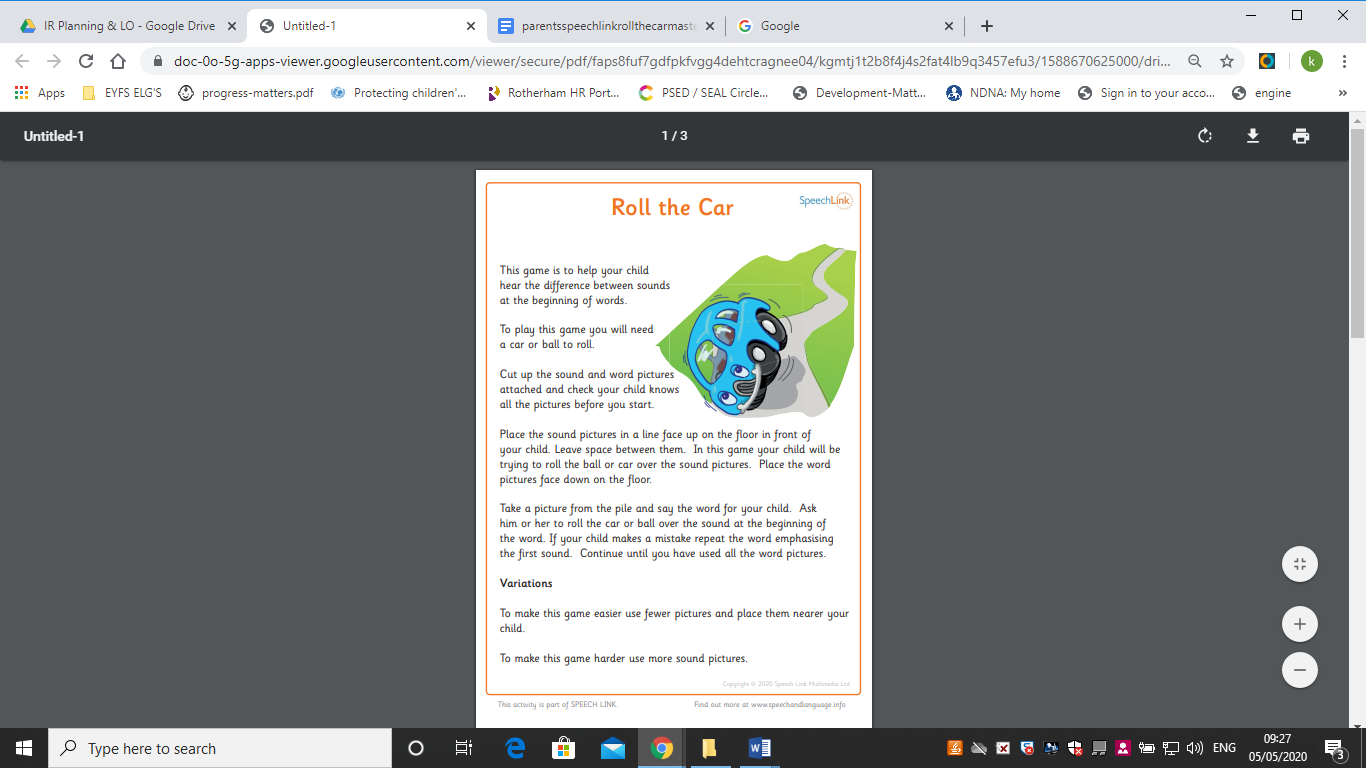 IR Planning & LO - Google Drive
Untitled-1
parentsspeechlinkrollthecarmaste
Google
doc-0o-5g-apps-viewer.googleusercontent.com/viewer/secure/pdf/faps8fuf7gdfpkfvgg4dehtcragnee04/kgmtj1t2b8f4j4s2fat4lb9q3457efu3/1588670625000/dri...
k
Apps
EYFS ELG'S
progress-matters.pdf
Protecting children'...
Rotherham HR Port...
PSED / SEAL Circle...
Development-Matt...
NDNA: My home
Sign in to your acco...
engine
»
Untitled-1
1 / 3
Roll the Car
SpeechLink
This game is to help your child
hear the difference between sounds
at the beginning of words.
To play this game you will need
a car or ball to roll.
Cut up the sound and word pictures
attached and check your child knows
all the pictures before you start.
Place the sound pictures in a line face up on the floor in front of
your child. Leave space between them. In this game your child will be
trying to roll the ball or car over the sound pictures. Place the word
pictures face down on the floor.
Take a picture from the pile and say the word for your child. Ask
him or her to roll the car or ball over the sound at the beginning of
the word. If your child makes a mistake repeat the word emphasising
the first sound. Continue until you have used all the word pictures.
Variations
To make this game easier use fewer pictures and place them nearer your
child.
To make this game harder use more sound pictures.
Copyright © 2020 Speech Link Multimedia Ltd.
This activity is part of SPEECH LINK.
Find out more at www.speechandlanguage.info
Type here to search
ENG
09:27
05/05/2020
3